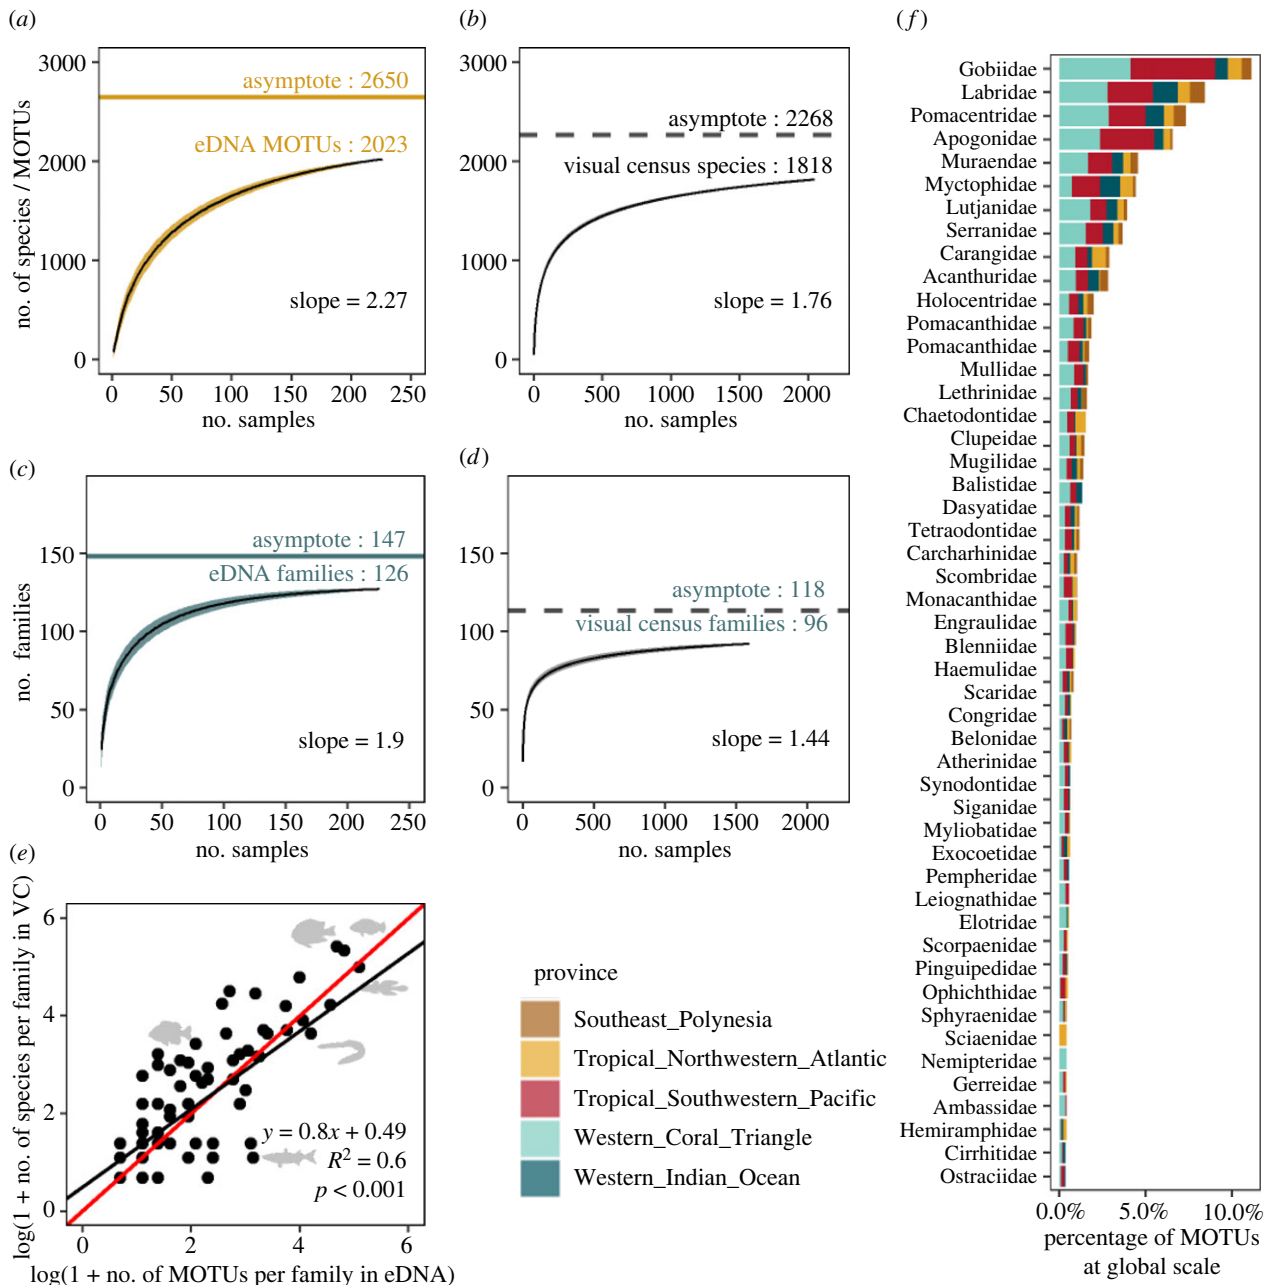 (a)
3000
2000
1000
0
no. of species / MOTUs
asymptote : 2650
eDNA MOTUs : 2023
slope = 2.27
0 50 100 150 200 250
no. samples
(b)
asymptote : 2268
visual census species : 1818
slope = 1.76
0 500 1000 1500 2000
no. samples
(c)
150
100
50
0
no. families
asymptote : 147
eDNA families : 126
slope = 1.9
0 50 100 150 200 250
no. samples
(d)
150
100
50
0
asymptote : 118
visual census families : 96
slope = 1.44
0 500 1000 1500 2000
no. samples
(e)
6
4
2
0
log(1 + no. of species per family in VC)
y = 0.8x + 0.49
R² = 0.6
p < 0.001
0 2 4 6
log(1 + no. of MOTUs per family in eDNA)
province
Southeast_Polynesia
Tropical_Northwestern_Atlantic
Tropical_Southwestern_Pacific
Western_Coral_Triangle
Western_Indian_Ocean
(f)
Gobiidae
Labridae
Pomacentridae
Apogonidae
Muraendae
Myctophidae
Lutjanidae
Serranidae
Carangidae
Acanthuridae
Holocentridae
Pomacanthidae
Pomacanthidae
Mullidae
Lethrinidae
Chaetodontidae
Clupeidae
Mugilidae
Balistidae
Dasyatidae
Tetraodontidae
Carcharhinidae
Scombridae
Monacanthidae
Engraulidae
Blenniidae
Haemulidae
Scaridae
Congridae
Belonidae
Atherinidae
Synodontidae
Siganidae
Myliobatidae
Exocoetidae
Pempheridae
Leiognathidae
Elotridae
Scorpaenidae
Pinguipedidae
Ophichthidae
Sphyraenidae
Sciaenidae
Nemipteridae
Gerreidae
Ambassidae
Hemiramphidae
Cirrhitidae
Ostraciidae
0.0% 5.0% 10.0%
percentage of MOTUs
at global scale